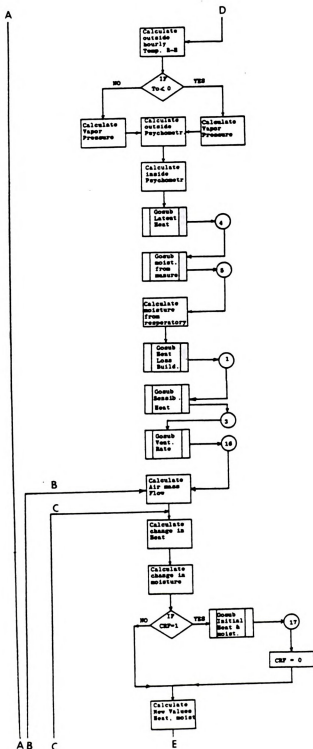 A
D
Calculate
outside
hourly
Temp. R-H
IF
To< 0
NO
YES
Calculate
Vapor
Pressure
Calculate
outside
Psychometr.
Calculate
Vapor
Pressure
Calculate
inside
Psychometr.
Gosub
Latent
Heat
4
Gosub
moist.
from
manure
5
Calculate
moisture
from
resperatory
Gosub
Heat
Loss
Build.
1
Gosub
Sensib.
Heat
3
Gosub
Vent.
Rate
16
B
Calculate
Air mass
Flow
C
Calculate
change in
Heat
Calculate
change in
moisture
IF
CRF=1
NO
YES
Gosub
Initial
Heat &
moist.
17
CRF = 0
Calculate
New Values
Heat, moist
A B C E